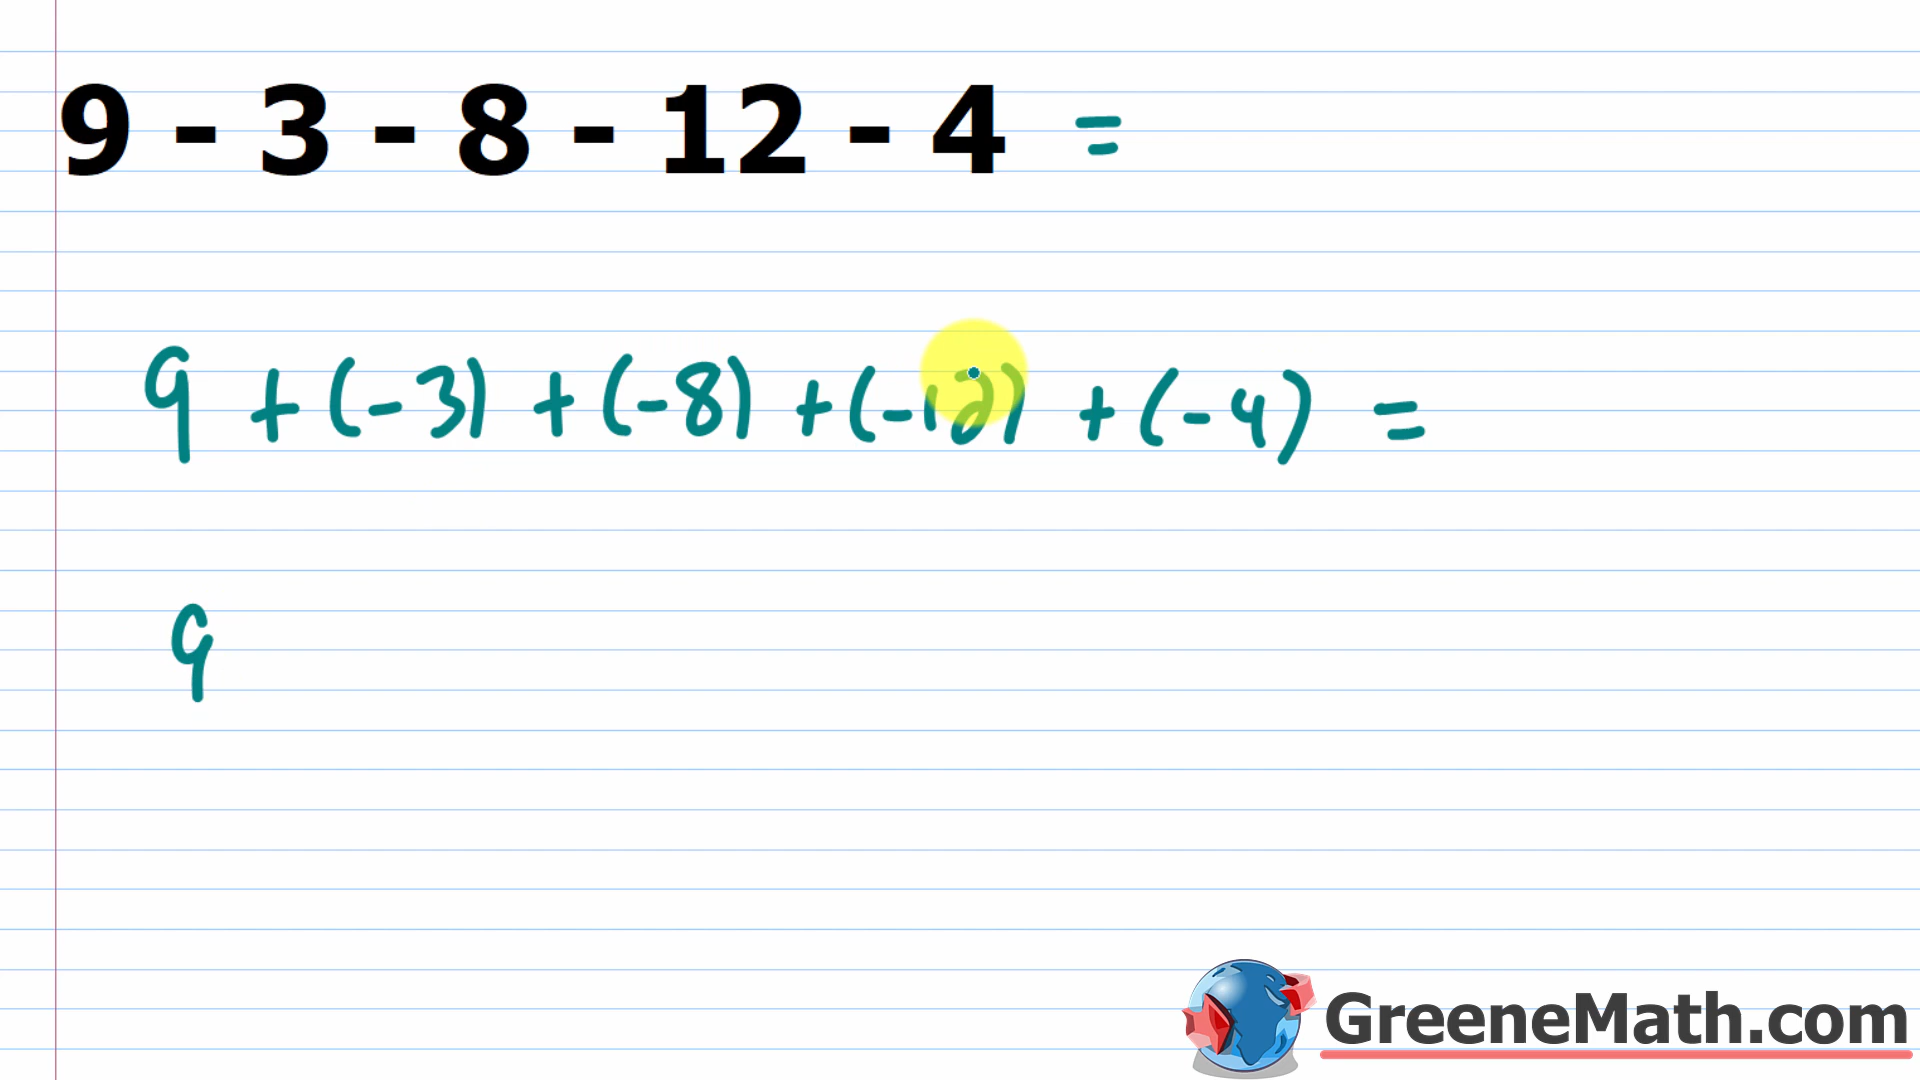 9 - 3 - 8 - 12 - 4 =
9 + (-3) + (-8) + (-12) + (-4) =
9
GreeneMath.com